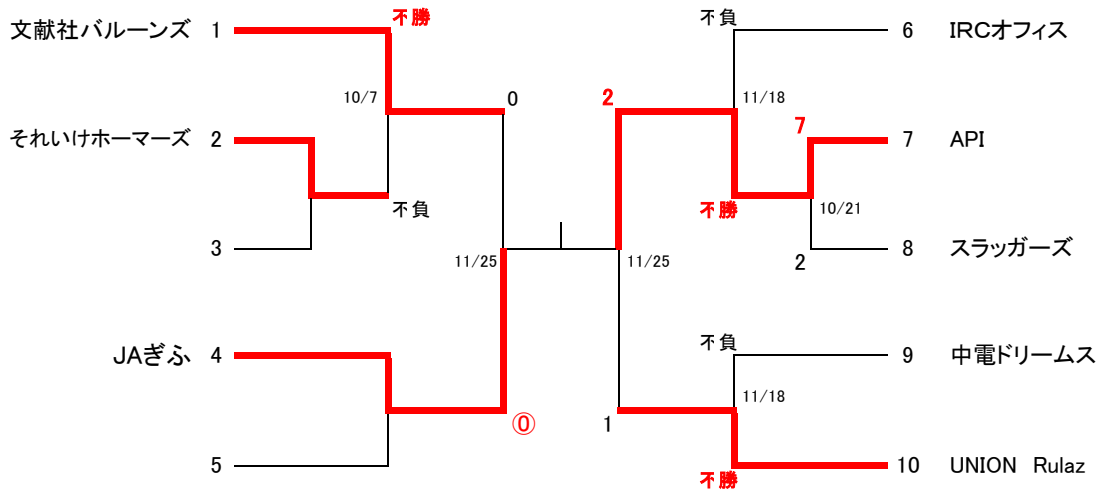 文献社バルーンズ 1
不勝
10/7
0
それいけホーマーズ 2
不負
3
11/25
JAぎふ 4
⓪
5
不負
6 IRCオフィス
2
11/18
7
7 API
不勝
10/21
8 スラッガーズ
2
11/25
不負
9 中電ドリームス
11/18
1
10 UNION Rulaz
不勝